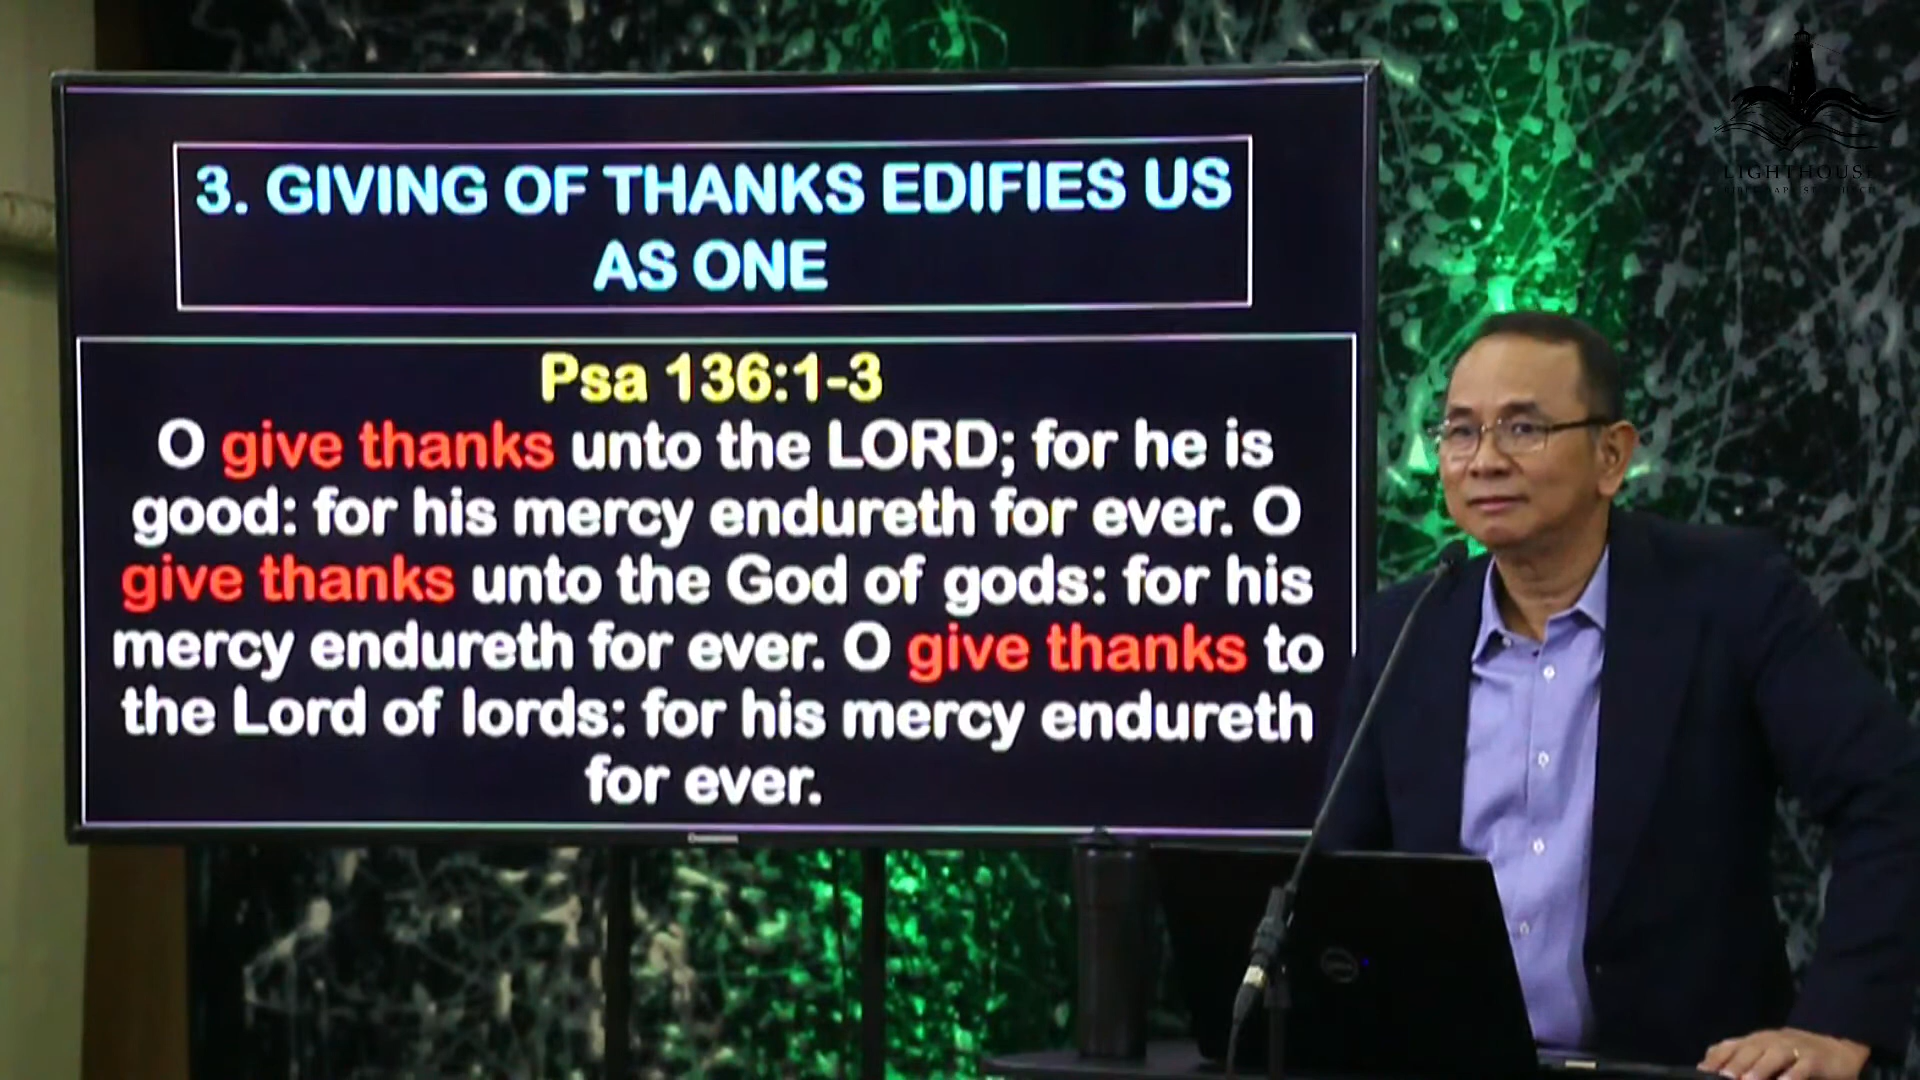 3. GIVING OF THANKS EDIFIES US
AS ONE
Psa 136:1-3
O give thanks unto the LORD; for he is
good: for his mercy endureth for ever. O
give thanks unto the God of gods: for his
mercy endureth for ever. O give thanks to
the Lord of lords: for his mercy endureth
for ever.
LIGHTHOUSE
DELL